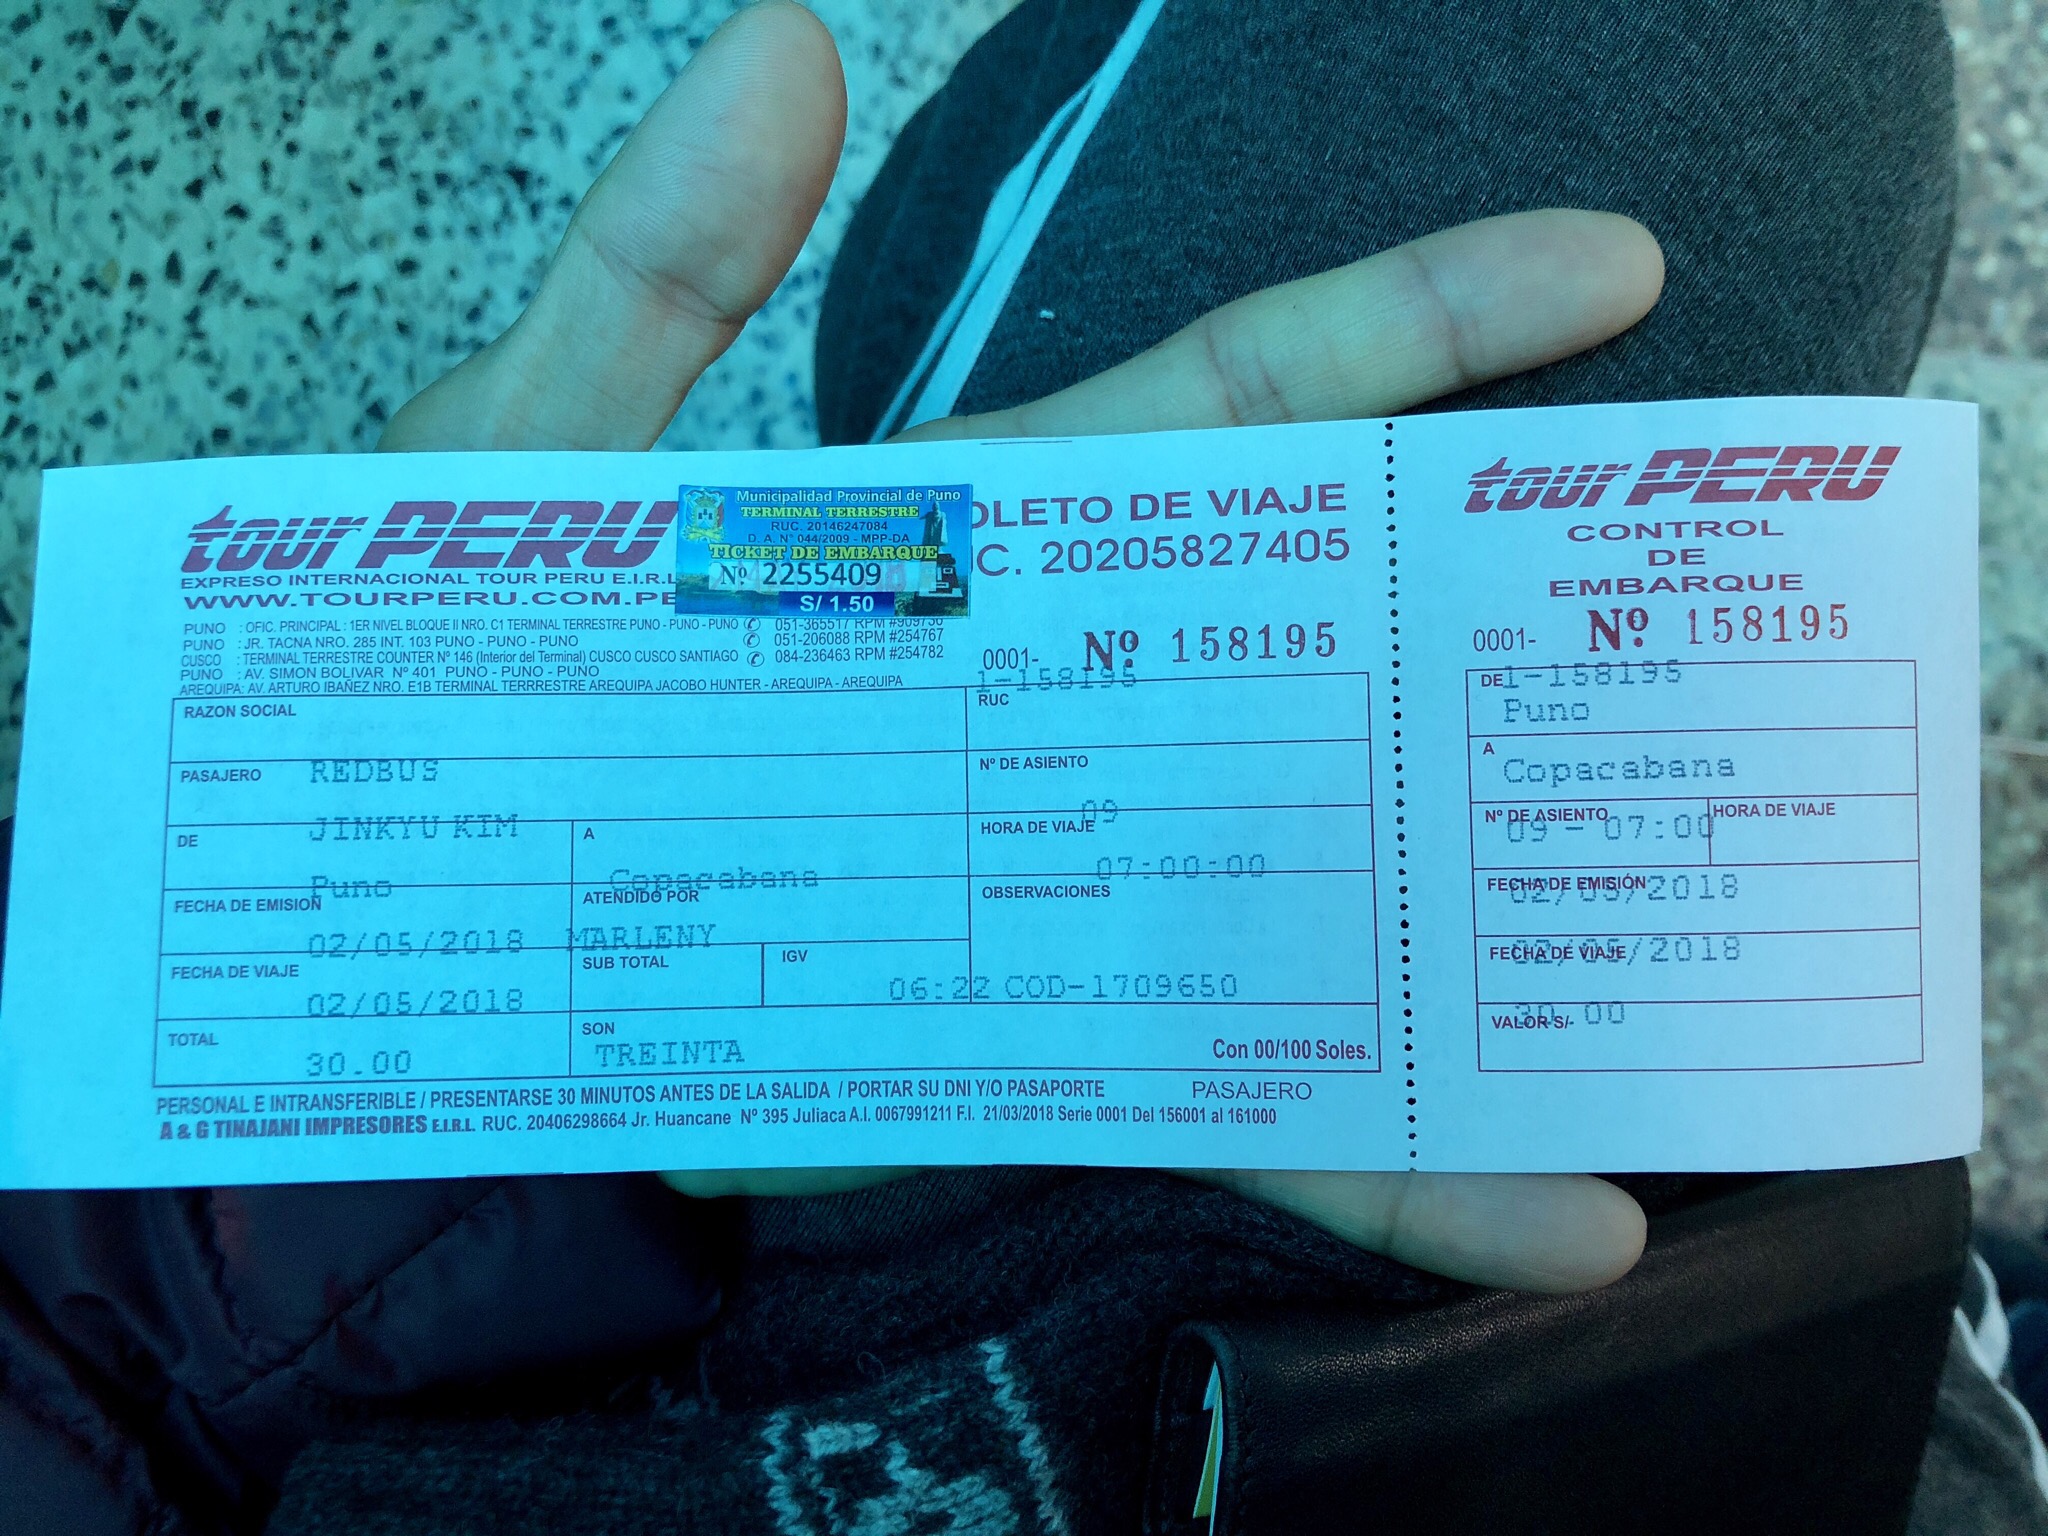 tour PERU
EXPRESO INTERNACIONAL TOUR PERU E.I.R.L
WWW.TOURPERU.COM.PE
Municipalidad Provincial de Puno
TERMINAL TERRESTRE
RUC. 20146247084
D. A. N° 044/2009 - MPP-DA
TICKET DE EMBARQUE
Nº 2255409
S/ 1.50
OLETO DE VIAJE
C. 20205827405
PUNO : OFIC. PRINCIPAL : 1ER NIVEL BLOQUE II NRO. C1 TERMINAL TERRESTRE PUNO - PUNO - PUNO 051-365517 RPM #909736
PUNO : JR. TACNA NRO. 285 INT. 103 PUNO - PUNO - PUNO 051-206088 RPM #254767
CUSCO : TERMINAL TERRESTRE COUNTER Nº 146 (Interior del Terminal) CUSCO CUSCO SANTIAGO 084-236463 RPM #254782
PUNO : AV. SIMON BOLIVAR Nº 401 PUNO - PUNO
AREQUIPA: AV. ARTURO IBAÑEZ NRO. E1B TERMINAL TERRRESTRE AREQUIPA JACOBO HUNTER - AREQUIPA - AREQUIPA
0001- Nº 158195
1-158195
RAZON SOCIAL
RUC
PASAJERO REDBUS
Nº DE ASIENTO
09
JINKYU KIM
DE
A
HORA DE VIAJE
07:00:00
Puno
Copacabana
FECHA DE EMISIÓN
ATENDIDO POR
OBSERVACIONES
02/05/2018 MARLENY
FECHA DE VIAJE
SUB TOTAL
IGV
02/05/2018
06:22 COD-1709650
TOTAL
30.00
SON
TREINTA
Con 00/100 Soles.
PERSONAL E INTRANSFERIBLE / PRESENTARSE 30 MINUTOS ANTES DE LA SALIDA / PORTAR SU DNI Y/O PASAPORTE PASAJERO
A & G TINAJANI IMPRESORES E.I.R.L. RUC. 20406298664 Jr. Huancane Nº 395 Juliaca A.I. 0067991211 F.I. 21/03/2018 Serie 0001 Del 156001 al 161000
tour PERU
CONTROL
DE
EMBARQUE
0001- Nº 158195
DE 1-158195
Puno
A
Copacabana
Nº DE ASIENTO
HORA DE VIAJE
09 - 07:00
FECHA DE EMISIÓN
02/05/2018
FECHA DE VIAJE
02/05/2018
VALOR S/-
30.00